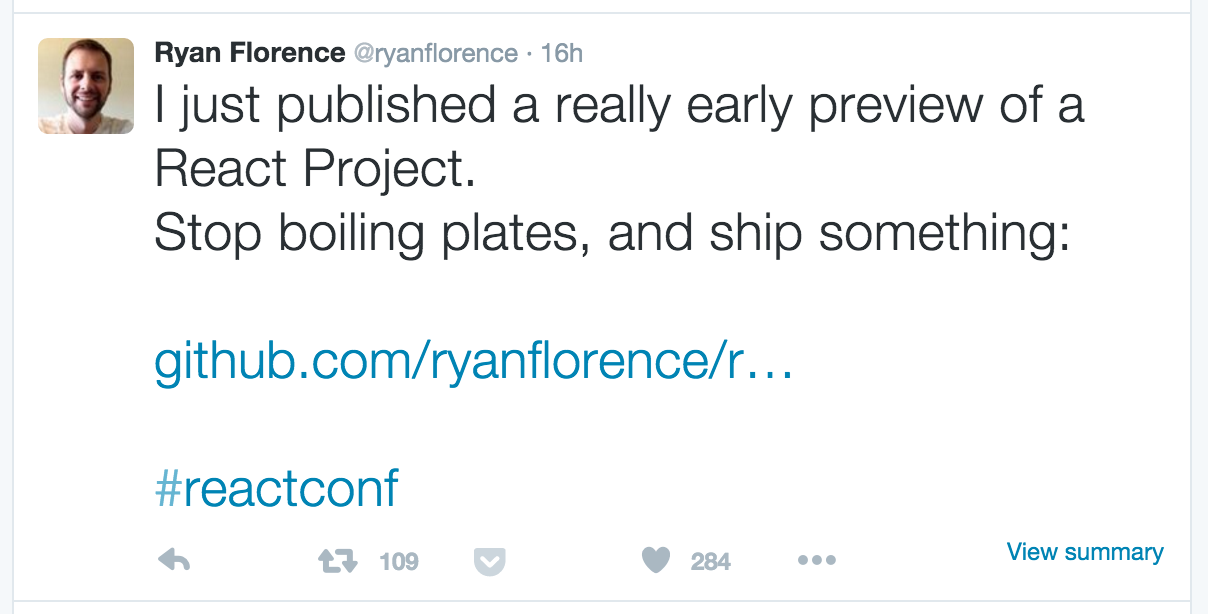 Ryan Florence @ryanflorence · 16h
I just published a really early preview of a
React Project.
Stop boiling plates, and ship something:
github.com/ryanflorence/r…
#reactconf
109 284
View summary